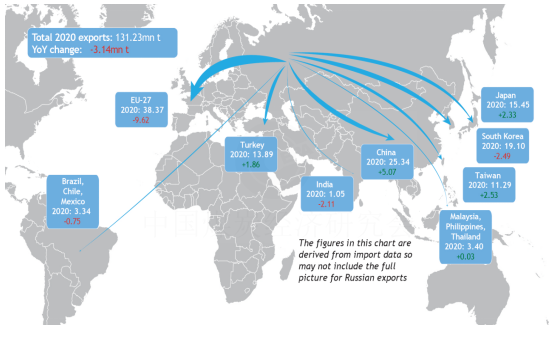 Total 2020 exports: 131.23mn t
YoY change: -3.14mn t
EU-27
2020: 38.37
-9.62
Turkey
2020: 13.89
+1.86
China
2020: 25.34
+5.07
Japan
2020: 15.45
+2.33
South Korea
2020: 19.10
-2.49
Taiwan
2020: 11.29
+2.53
India
2020: 1.05
-2.11
Brazil,
Chile,
Mexico
2020: 3.34
-0.75
Malaysia,
Philippines,
Thailand
2020: 3.40
+0.03
The figures in this chart are
derived from import data so
may not include the full
picture for Russian exports